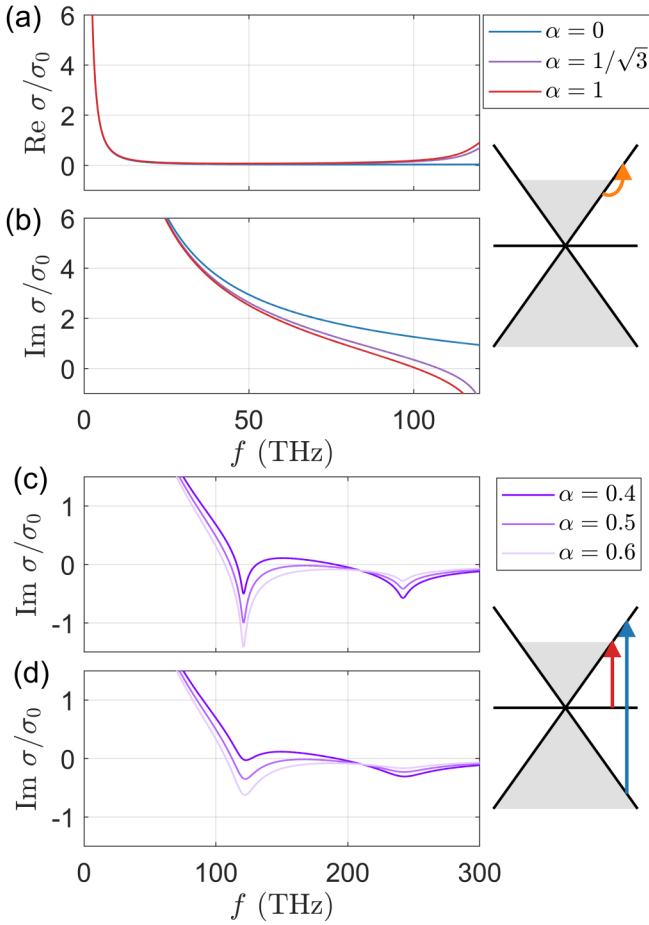 (a)
6
4
2
0
Re σ/σ₀
α = 0
α = 1/√3
α = 1
(b)
6
4
2
0
Im σ/σ₀
0 50 100
f (THz)
(c)
1
0
-1
Im σ/σ₀
α = 0.4
α = 0.5
α = 0.6
(d)
1
0
-1
Im σ/σ₀
0 100 200 300
f (THz)